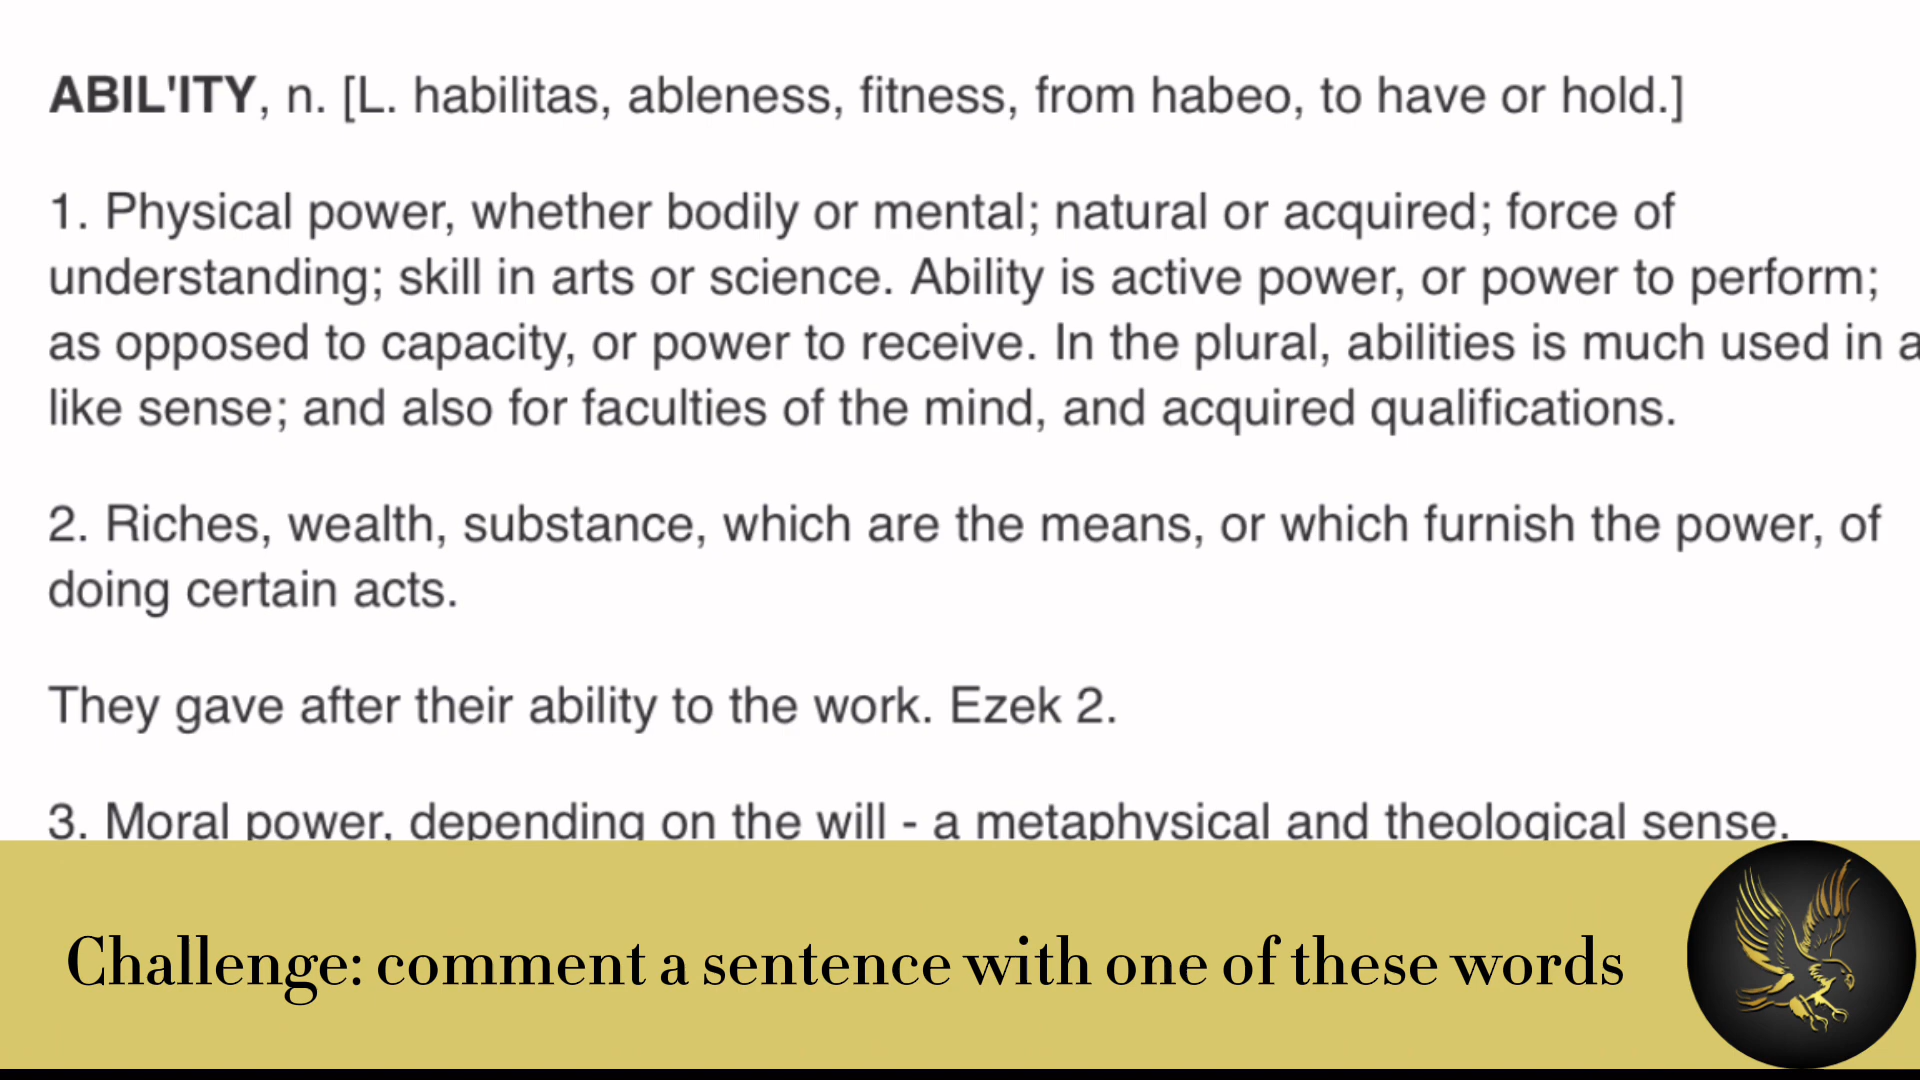 ABIL'ITY, n. [L. habilitas, ableness, fitness, from habeo, to have or hold.]
1. Physical power, whether bodily or mental; natural or acquired; force of
understanding; skill in arts or science. Ability is active power, or power to perform;
as opposed to capacity, or power to receive. In the plural, abilities is much used in a
like sense; and also for faculties of the mind, and acquired qualifications.
2. Riches, wealth, substance, which are the means, or which furnish the power, of
doing certain acts.
They gave after their ability to the work. Ezek 2.
3. Moral power, depending on the will - a metaphysical and theological sense.
Challenge: comment a sentence with one of these words